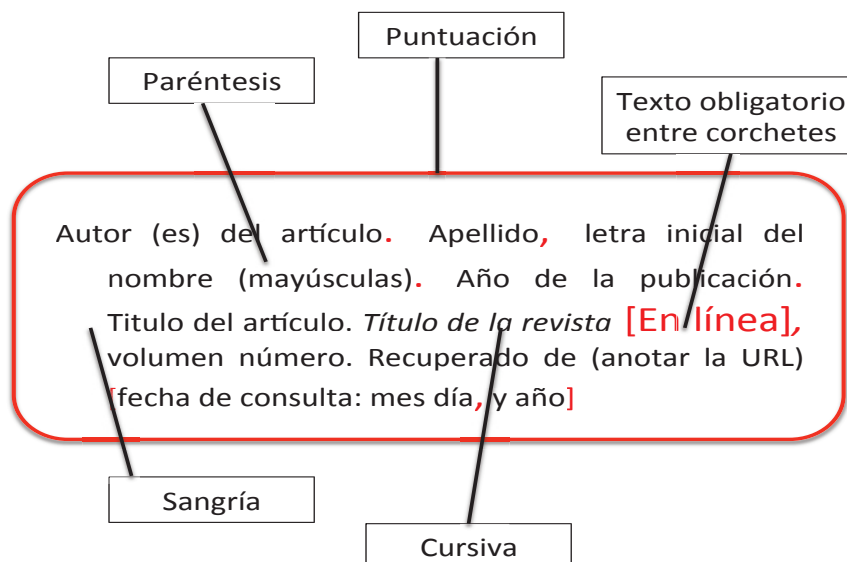 Puntuación
Paréntesis
Texto obligatorio
entre corchetes
Autor (es) del artículo. Apellido, letra inicial del
nombre (mayúsculas). Año de la publicación.
Titulo del artículo. Título de la revista [En línea],
volumen número. Recuperado de (anotar la URL)
[fecha de consulta: mes día, y año]
Sangría
Cursiva